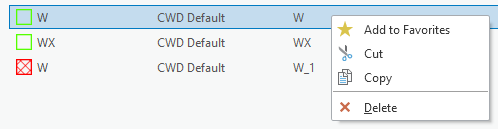 W CWD Default W
WX CWD Default WX
W CWD Default W_1
Add to Favorites
Cut
Copy
Delete